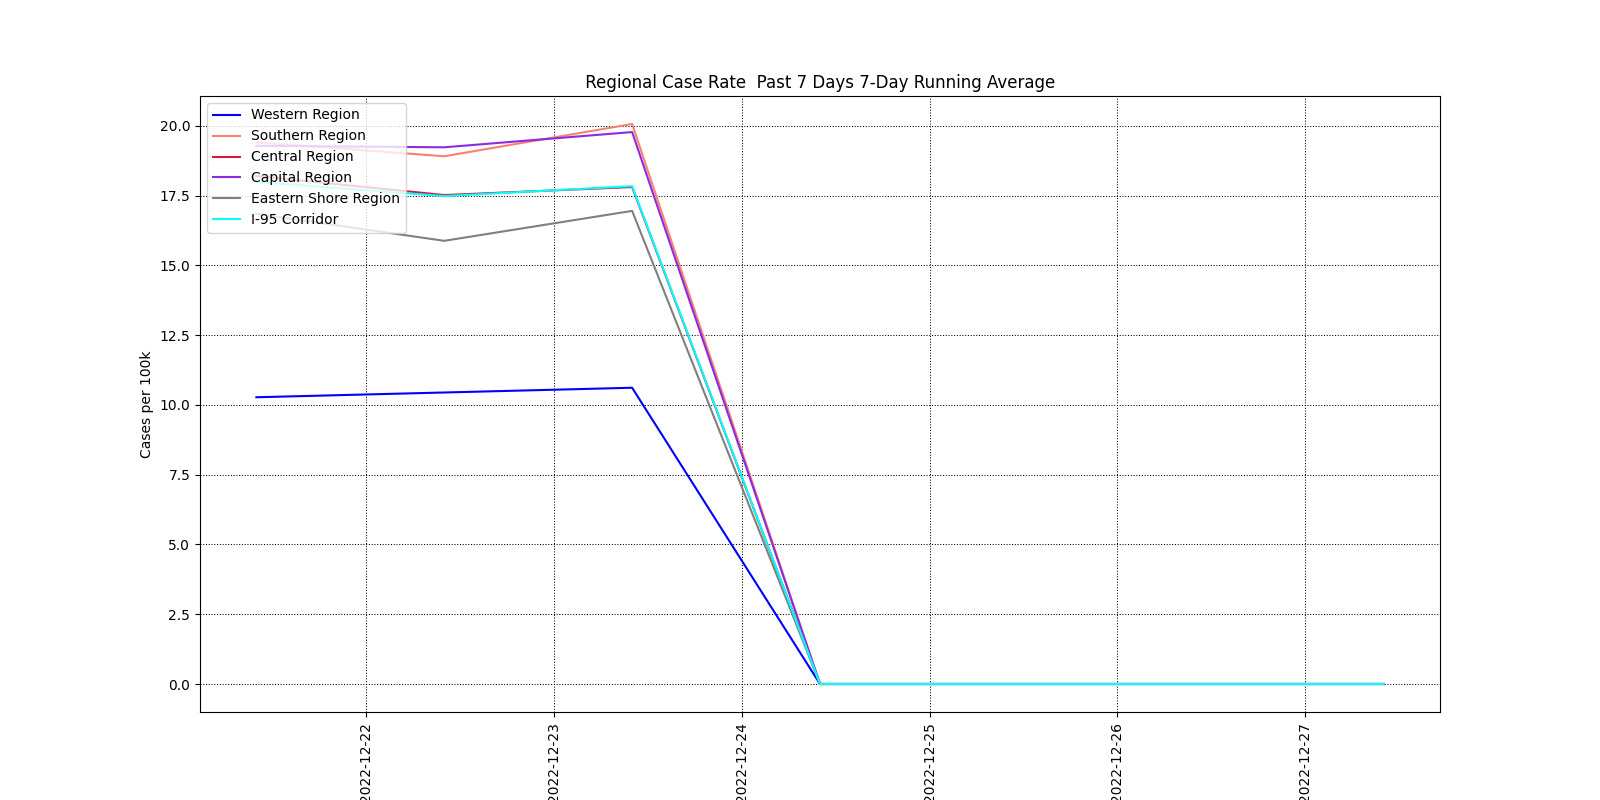 Regional Case Rate  Past 7 Days 7-Day Running Average
Western Region
Southern Region
Central Region
Capital Region
Eastern Shore Region
I-95 Corridor
Cases per 100k
20.0
17.5
15.0
12.5
10.0
7.5
5.0
2.5
0.0
2022-12-22
2022-12-23
2022-12-24
2022-12-25
2022-12-26
2022-12-27